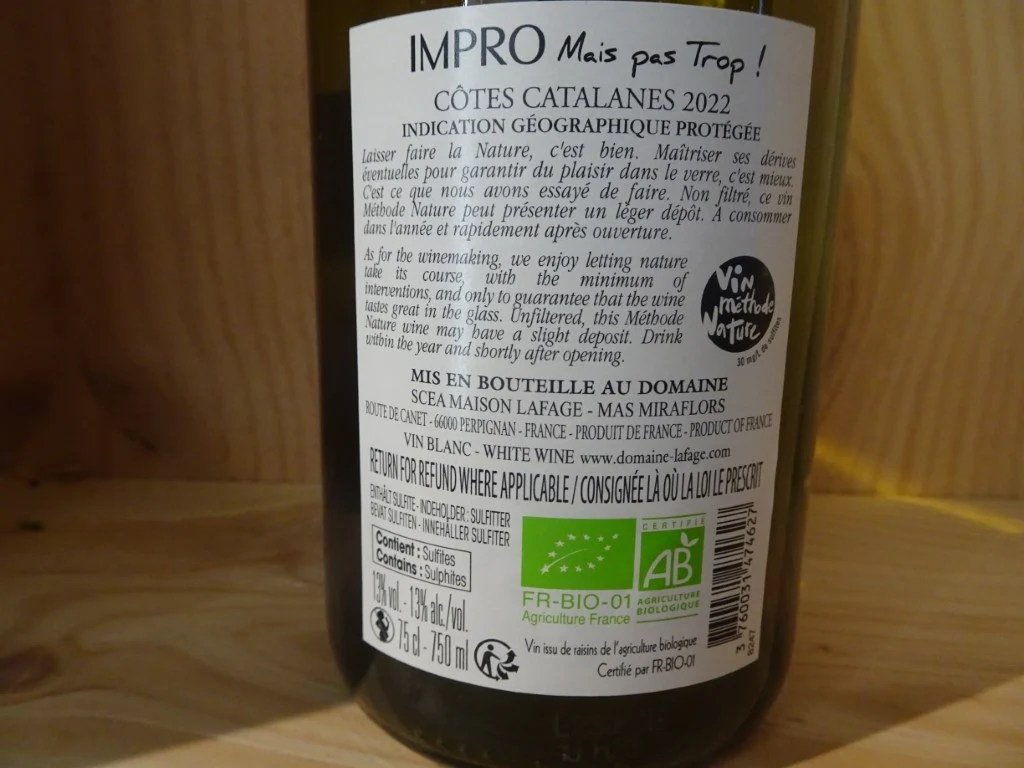 IMPRO Mais pas Trop !
CÔTES CATALANES 2022
INDICATION GÉOGRAPHIQUE PROTÉGÉE
Laisser faire la Nature, c'est bien. Maîtriser ses dérives
éventuelles pour garantir du plaisir dans le verre, c'est mieux.
C'est ce que nous avons essayé de faire. Non filtré, ce vin
Méthode Nature peut présenter un léger dépôt. A consommer
dans l'année et rapidement après ouverture.
As for the winemaking, we enjoy letting nature
take its course, with the minimum of
interventions, and only to guarantee that the wine
tastes great in the glass. Unfiltered, this Méthode
Nature wine may have a slight deposit. Drink
within the year and shortly after opening.
Vin
méthode
Nature
30 mg/L de sulfites
MIS EN BOUTEILLE AU DOMAINE
SCEA MAISON LAFAGE - MAS MIRAFLORS
ROUTE DE CANET - 66000 PERPIGNAN - FRANCE - PRODUIT DE FRANCE - PRODUCT OF FRANCE
VIN BLANC - WHITE WINE www.domaine-lafage.com
RETURN FOR REFUND WHERE APPLICABLE / CONSIGNÉE LÀ OÙ LA LOI LE PRESCRIT
ENTHÄLT SULFITE - INDEHOLDER : SULFITTER
BEVAT SULFITEN - INNEHÅLLER SULFITER
Contient : Sulfites
Contains : Sulphites
13% vol. - 13% alc./vol.
75 cl - 750 ml
FR-BIO-01
Agriculture France
CERTIFIÉ
AB
AGRICULTURE
BIOLOGIQUE
Vin issu de raisins de l'agriculture biologique
Certifié par FR-BIO-01
3 760031 474627
8247